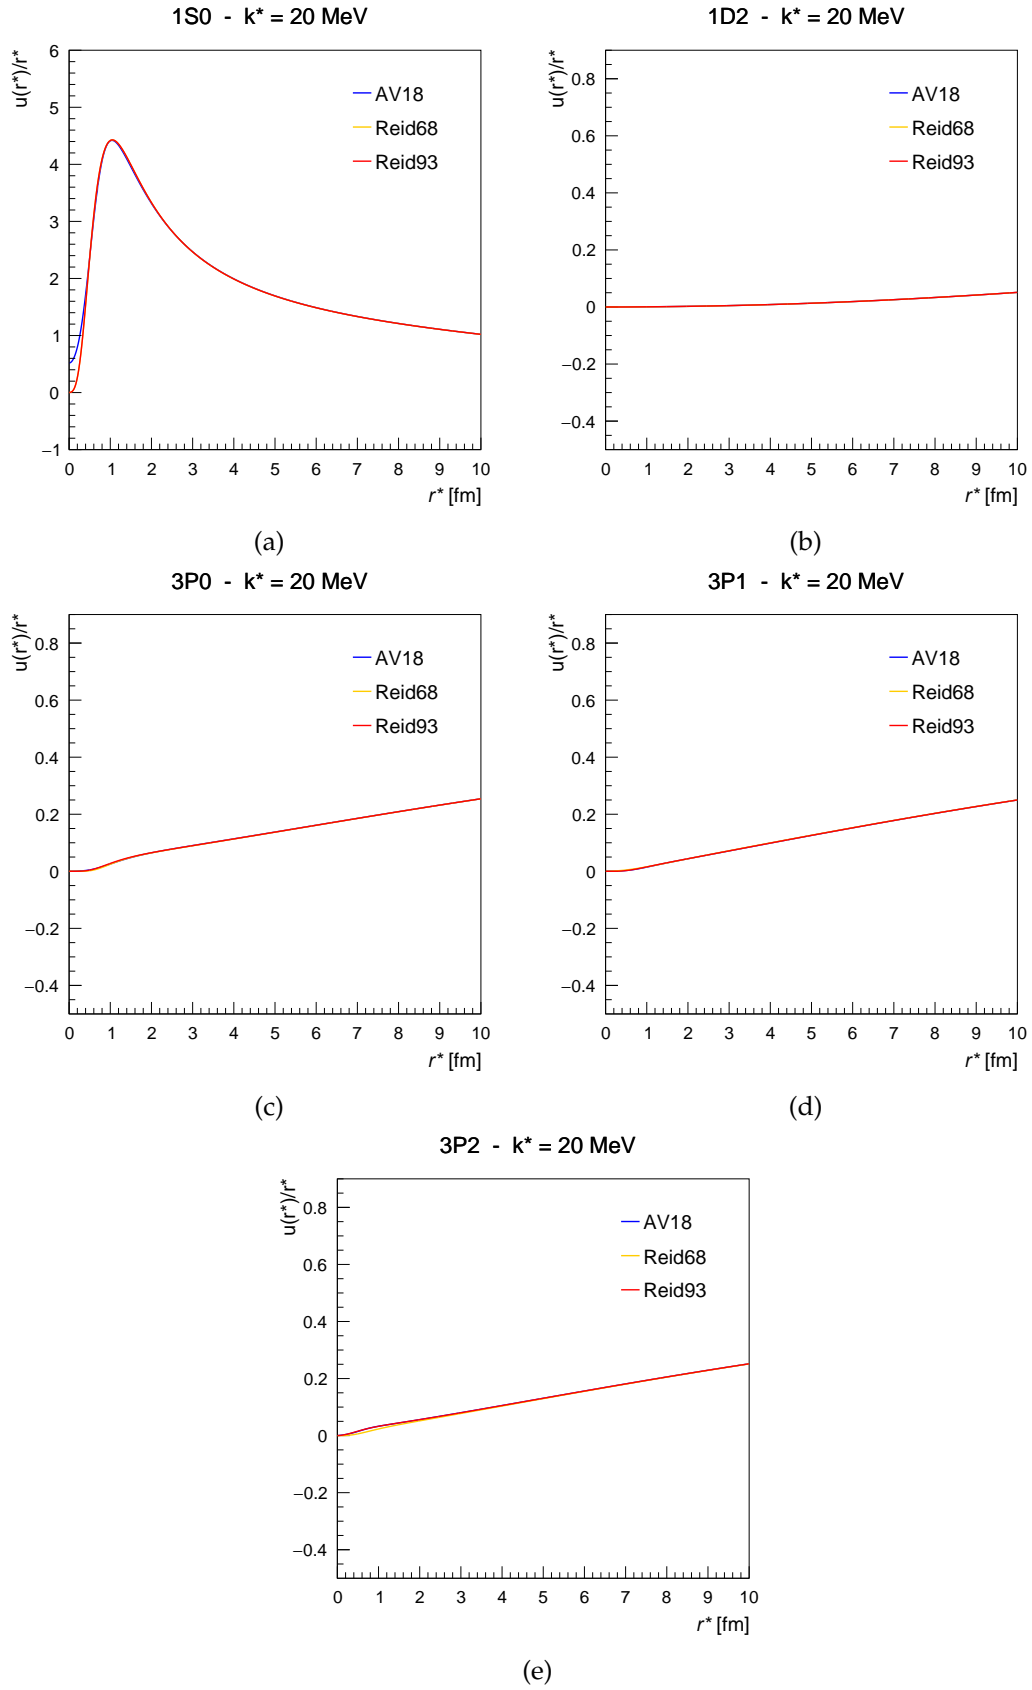 1S0 - k* = 20 MeV
u(r*)/r*
6
5
4
3
2
1
0
−1
AV18
Reid68
Reid93
0 1 2 3 4 5 6 7 8 9 10
r* [fm]
(a)
1D2 - k* = 20 MeV
u(r*)/r*
0.8
0.6
0.4
0.2
0
−0.2
−0.4
AV18
Reid68
Reid93
0 1 2 3 4 5 6 7 8 9 10
r* [fm]
(b)
3P0 - k* = 20 MeV
u(r*)/r*
0.8
0.6
0.4
0.2
0
−0.2
−0.4
AV18
Reid68
Reid93
0 1 2 3 4 5 6 7 8 9 10
r* [fm]
(c)
3P1 - k* = 20 MeV
u(r*)/r*
0.8
0.6
0.4
0.2
0
−0.2
−0.4
AV18
Reid68
Reid93
0 1 2 3 4 5 6 7 8 9 10
r* [fm]
(d)
3P2 - k* = 20 MeV
u(r*)/r*
0.8
0.6
0.4
0.2
0
−0.2
−0.4
AV18
Reid68
Reid93
0 1 2 3 4 5 6 7 8 9 10
r* [fm]
(e)